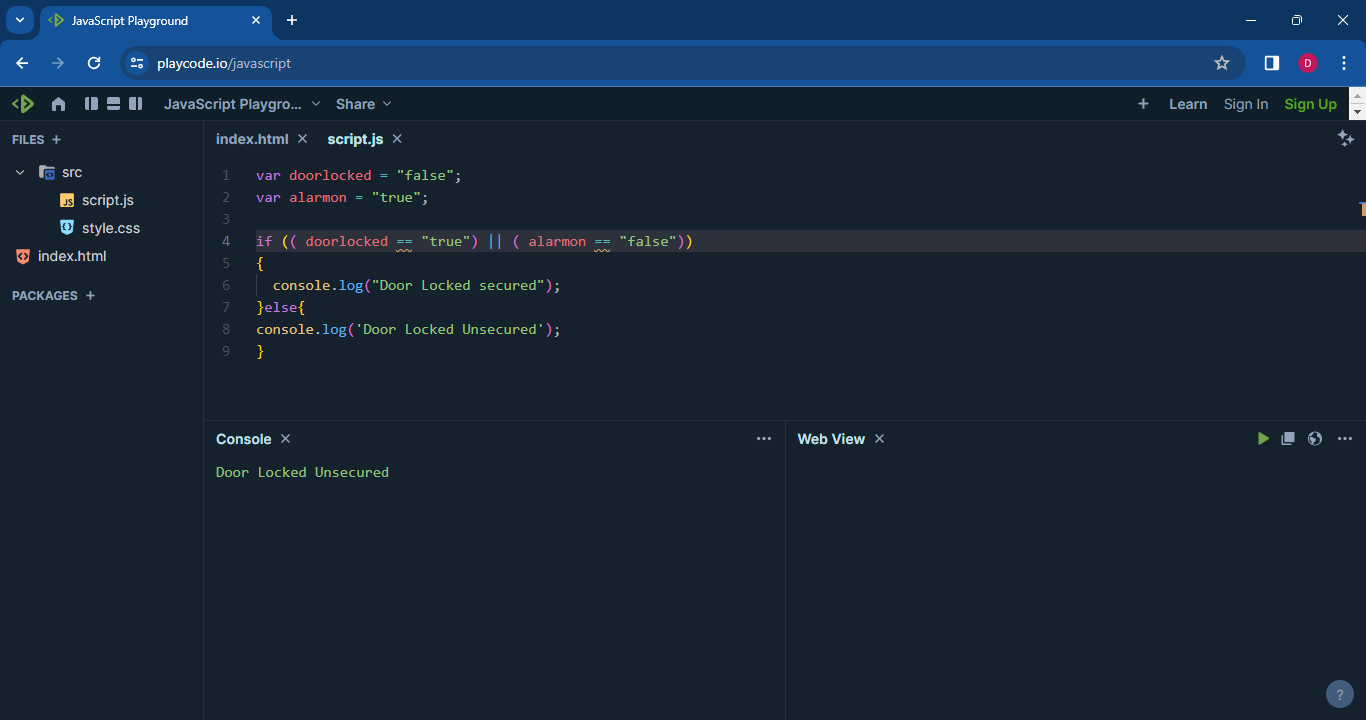 JavaScript Playground
playcode.io/javascript
D
JavaScript Playgro... Share
+ Learn Sign In Sign Up
FILES +
index.html script.js
src
JS script.js
style.css
index.html
PACKAGES +
1 var doorlocked = "false";
2 var alarmon = "true";
3
4 if (( doorlocked == "true") || ( alarmon == "false"))
5 {
6 console.log("Door Locked secured");
7 }else{
8 console.log('Door Locked Unsecured');
9 }
Console
Door Locked Unsecured
Web View
?